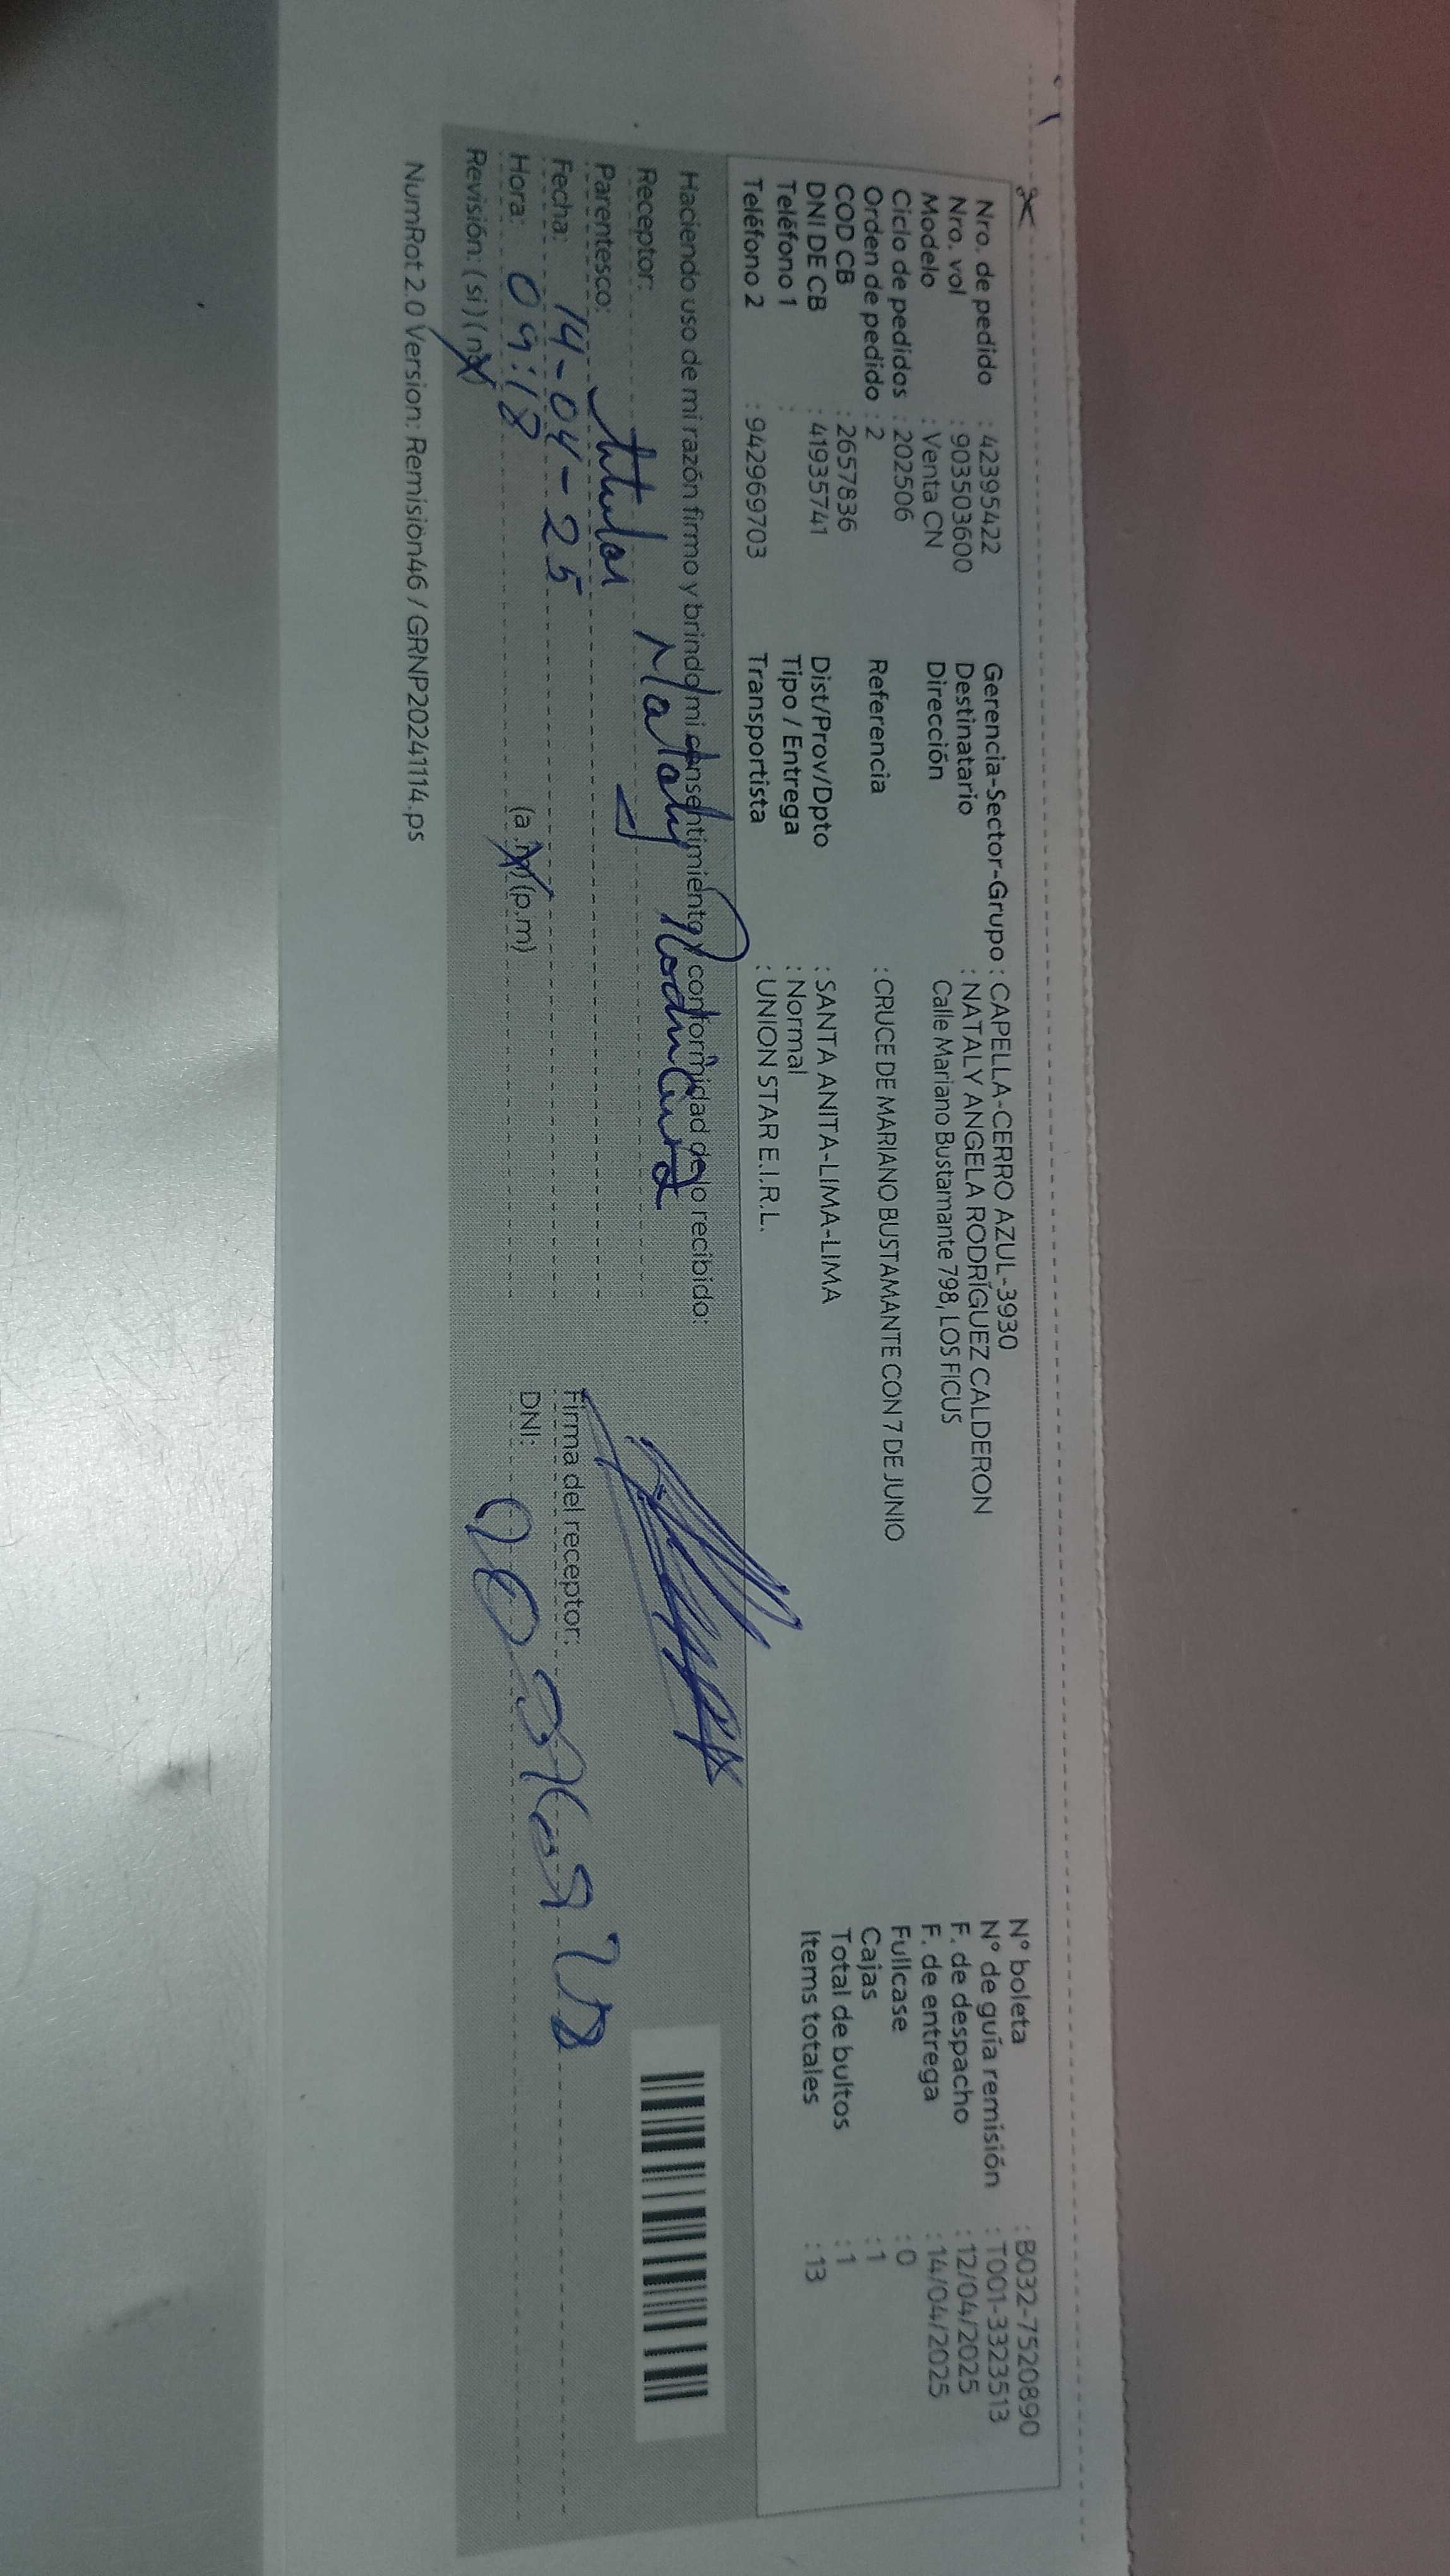 Nro. de pedido : 42395422
Nro. vol : 903503600
Modelo : Venta CN
Ciclo de pedidos : 202506
Orden de pedido : 2
COD CB : 2657836
DNI DE CB : 41935741
Teléfono 1 :
Teléfono 2 : 942969703
Gerencia-Sector-Grupo : CAPELLA-CERRO AZUL-3930
Destinatario : NATALY ANGELA RODRÍGUEZ CALDERON
Dirección Calle Mariano Bustamante 798, LOS FICUS
Referencia : CRUCE DE MARIANO BUSTAMANTE CON 7 DE JUNIO
Dist/Prov/Dpto : SANTA ANITA-LIMA-LIMA
Tipo / Entrega : Normal
Transportista : UNION STAR E.I.R.L.
N° boleta : B032-7520890
N° de guía remisión : T001-3323513
F. de despacho : 12/04/2025
F. de entrega : 14/04/2025
Fullcase : 0
Cajas : 1
Total de bultos : 1
Items totales : 13
Haciendo uso de mi razón firmo y brindo mi consentimiento y conformidad de lo recibido:
Receptor: Nataly
Parentesco: titular
Fecha: 14-04-25
Hora: 09:18 (a.m) (p.m)
Revisión: (si) (no)
Firma del receptor:
DNI:
NumRot 2.0 Version: Remision46 / GRNP20241114.ps